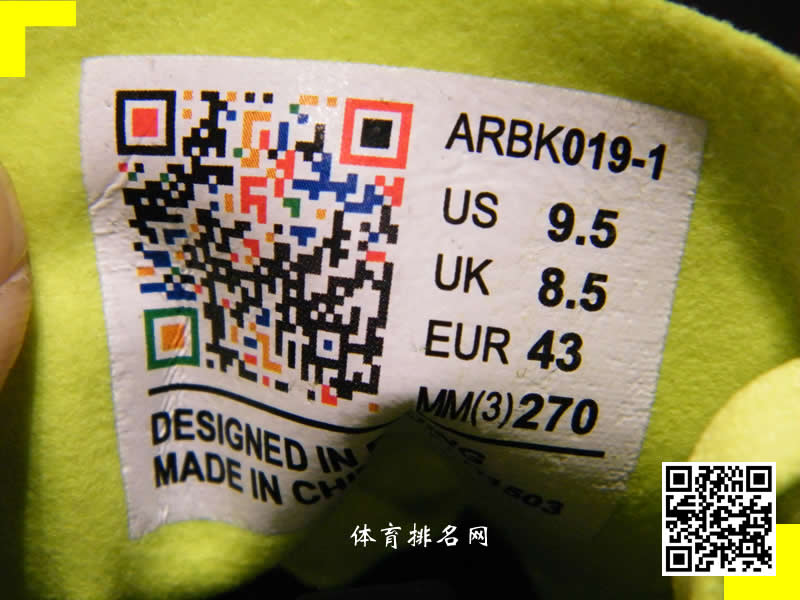 ARBK019-1
US 9.5
UK 8.5
EUR 43
MM(3)270
DESIGNED IN
MADE IN
体育排名网